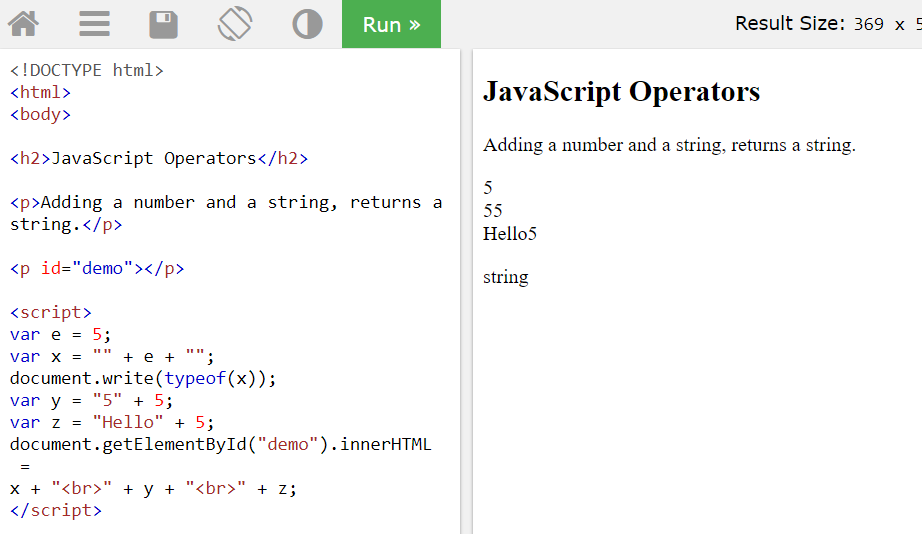 Run »
Result Size: 369 x 5
<!DOCTYPE html>
<html>
<body>
<h2>JavaScript Operators</h2>
<p>Adding a number and a string, returns a
string.</p>
<p id="demo"></p>
<script>
var e = 5;
var x = "" + e + "";
document.write(typeof(x));
var y = "5" + 5;
var z = "Hello" + 5;
document.getElementById("demo").innerHTML
=
x + "<br>" + y + "<br>" + z;
</script>
JavaScript Operators
Adding a number and a string, returns a string.
5
55
Hello5
string